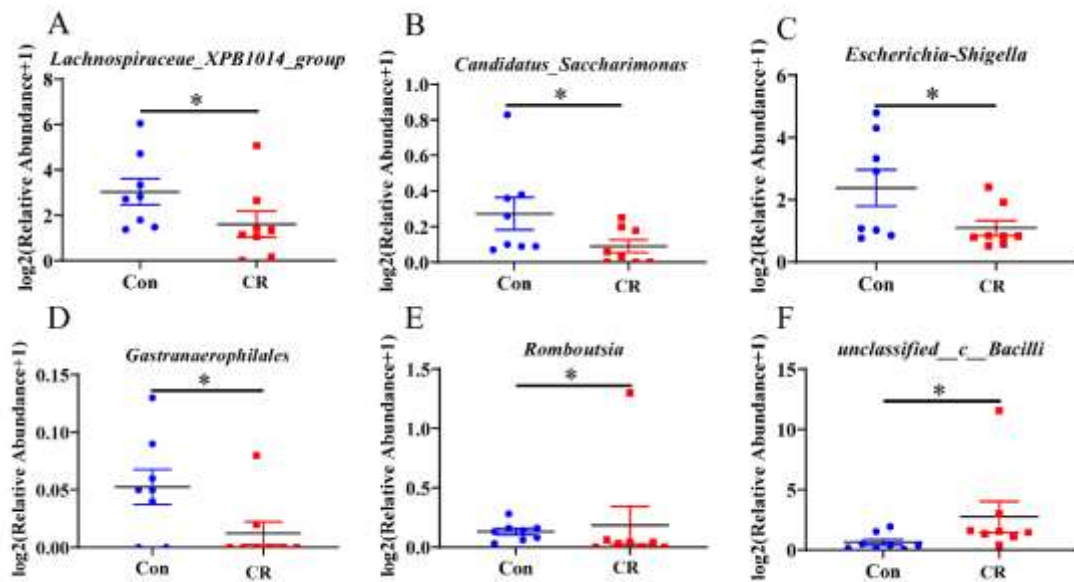 A
Lachnospiraceae_XPB1014_group
log2(Relative Abundance+1)
8
6
4
2
0
*
Con
CR
B
Candidatus_Saccharimonas
log2(Relative Abundance+1)
1.0
0.8
0.6
0.4
0.2
0.0
*
Con
CR
C
Escherichia-Shigella
log2(Relative Abundance+1)
6
4
2
0
*
Con
CR
D
Gastranaerophilales
log2(Relative Abundance+1)
0.15
0.10
0.05
0.00
*
Con
CR
E
Romboutsia
log2(Relative Abundance+1)
1.5
1.0
0.5
0.0
*
Con
CR
F
unclassified__c__Bacilli
log2(Relative Abundance+1)
15
10
5
0
*
Con
CR